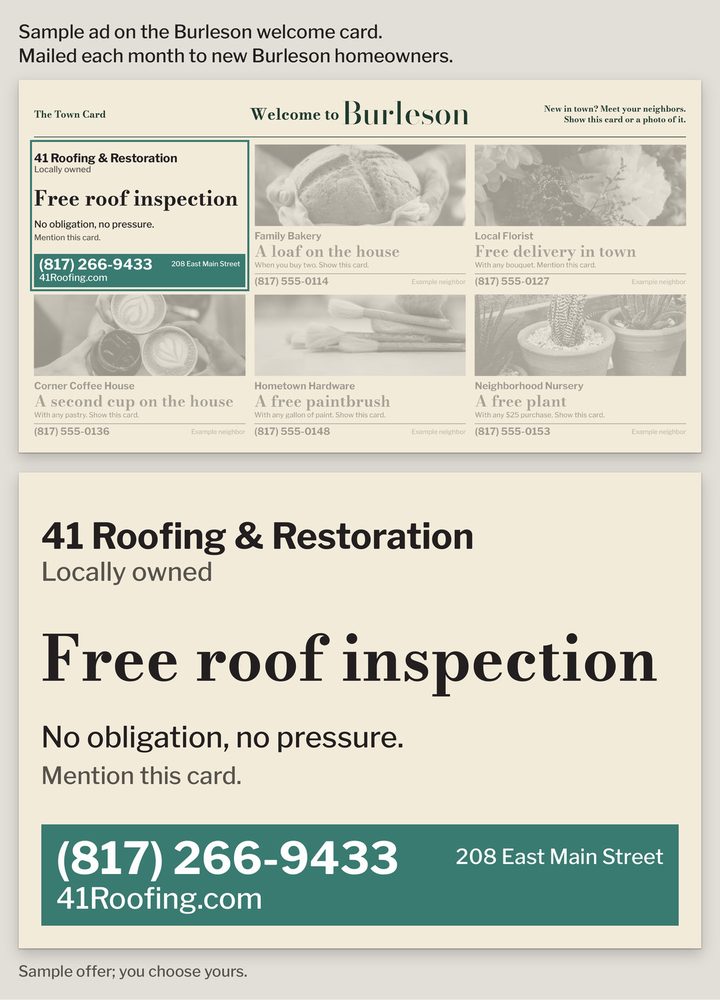 Sample ad on the Burleson welcome card.
Mailed each month to new Burleson homeowners.
The Town Card
Welcome to Burleson
New in town? Meet your neighbors.
Show this card or a photo of it.
41 Roofing & Restoration
Locally owned
Free roof inspection
No obligation, no pressure.
Mention this card.
(817) 266-9433
208 East Main Street
41Roofing.com
Family Bakery
A loaf on the house
When you buy two. Show this card.
(817) 555-0114
Example neighbor
Local Florist
Free delivery in town
With any bouquet. Mention this card.
(817) 555-0127
Example neighbor
Corner Coffee House
A second cup on the house
With any pastry. Show this card.
(817) 555-0136
Example neighbor
Hometown Hardware
A free paintbrush
With any gallon of paint. Show this card.
(817) 555-0148
Example neighbor
Neighborhood Nursery
A free plant
With any $25 purchase. Show this card.
(817) 555-0153
Example neighbor
41 Roofing & Restoration
Locally owned
Free roof inspection
No obligation, no pressure.
Mention this card.
(817) 266-9433
208 East Main Street
41Roofing.com
Sample offer; you choose yours.